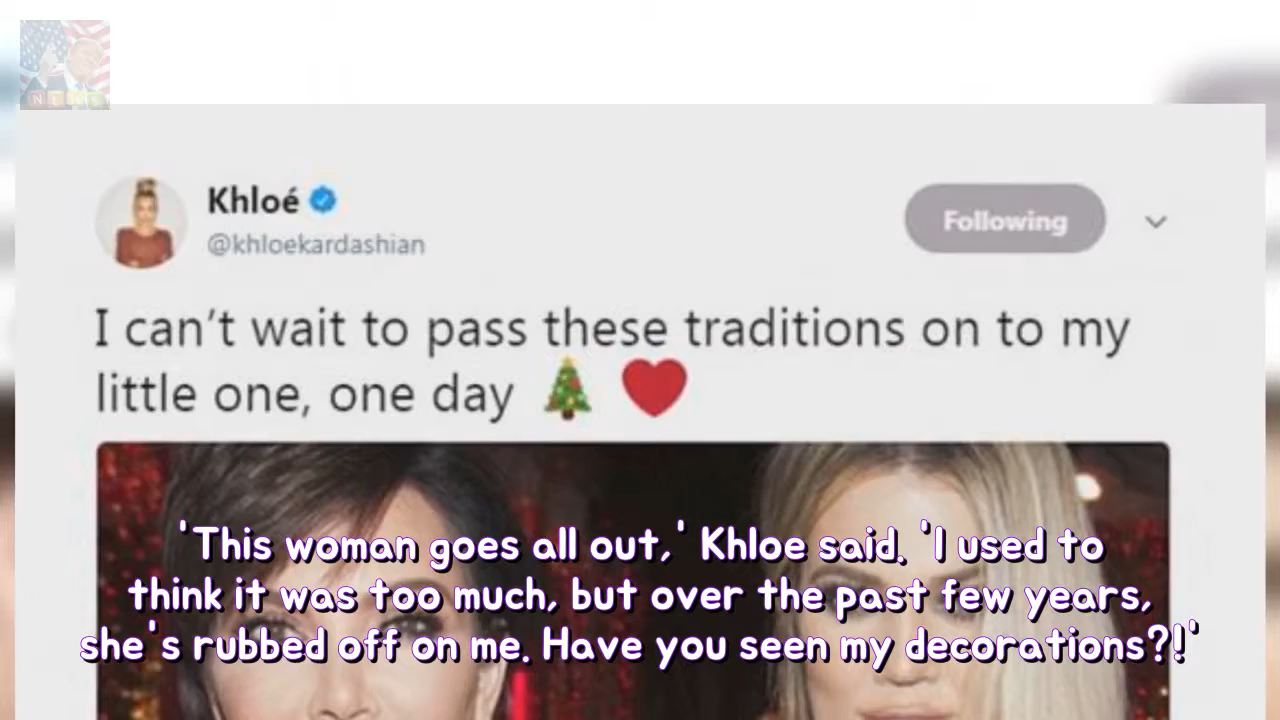 NEWS
Khloé
@khloekardashian
Following
I can’t wait to pass these traditions on to my
little one, one day
'This woman goes all out,' Khloe said. 'I used to
think it was too much, but over the past few years,
she's rubbed off on me. Have you seen my decorations?!'